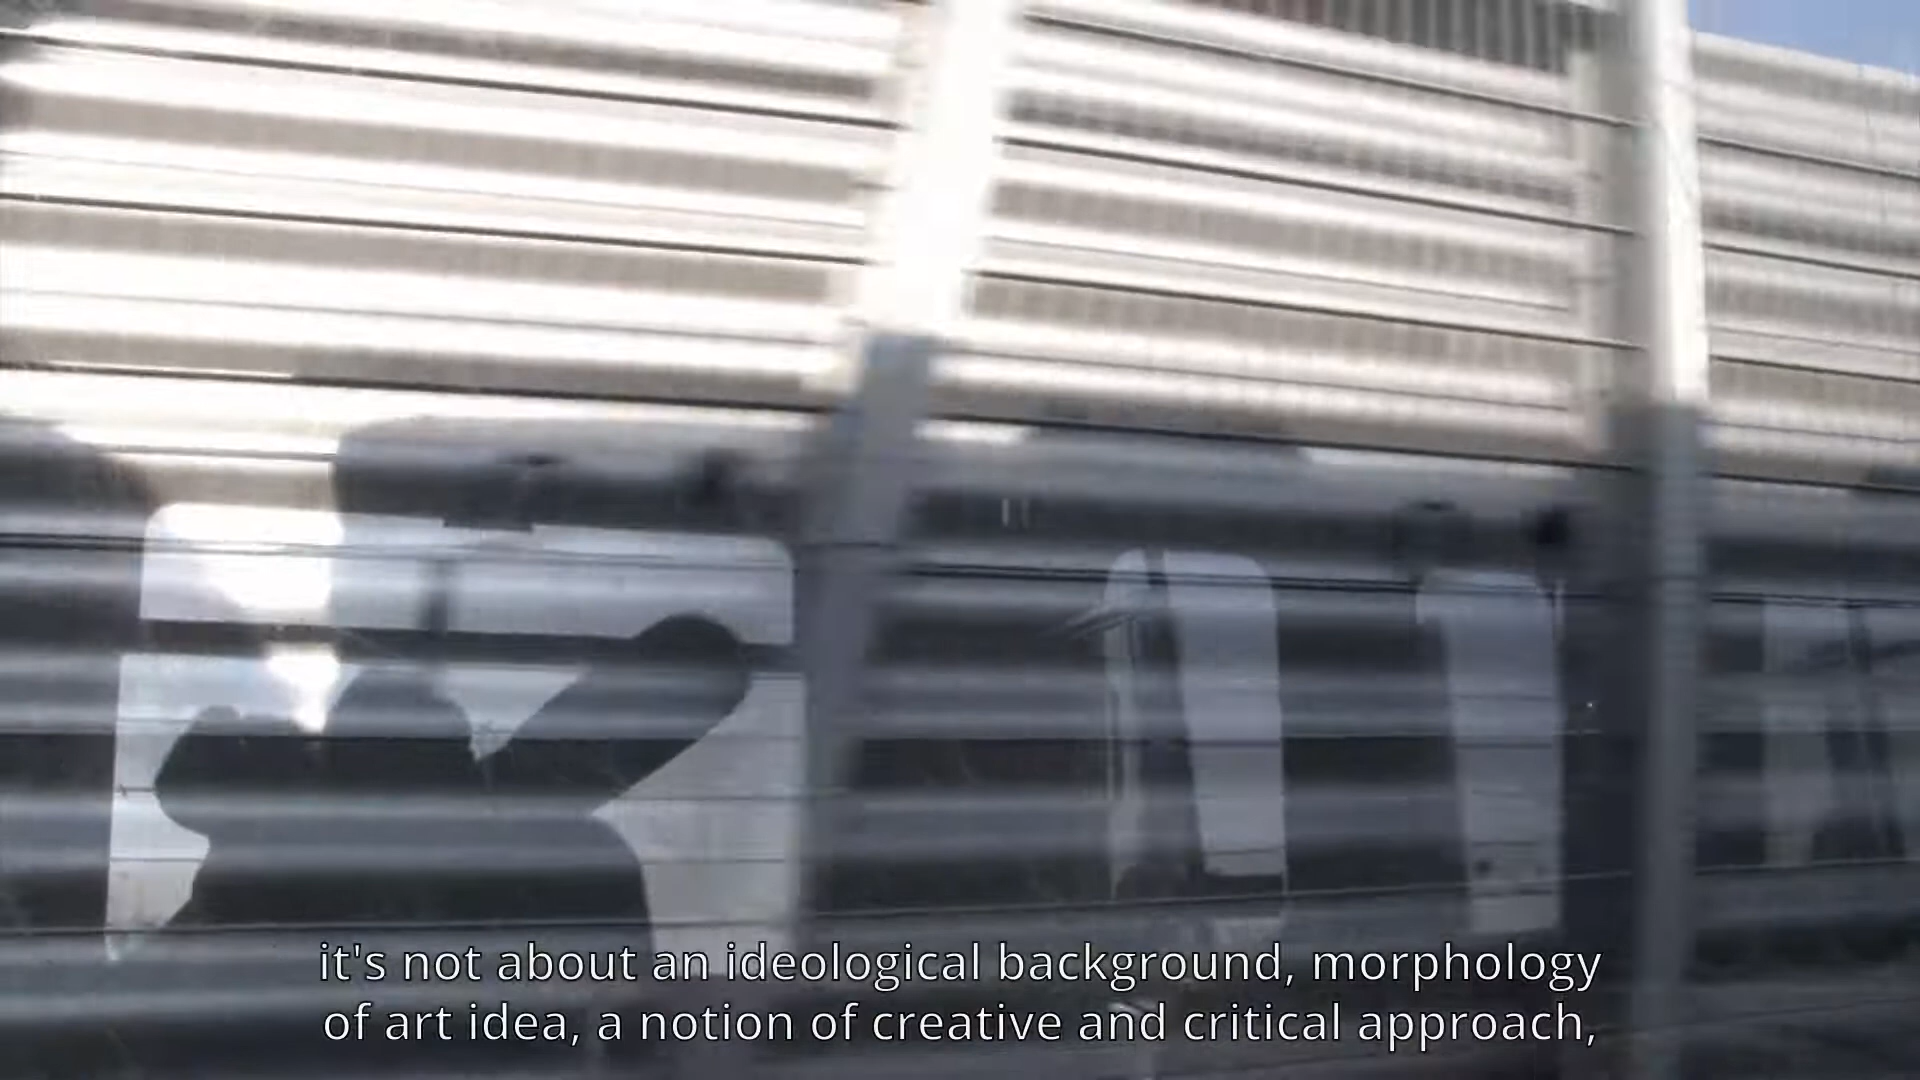 it's not about an ideological background, morphology
of art idea, a notion of creative and critical approach,